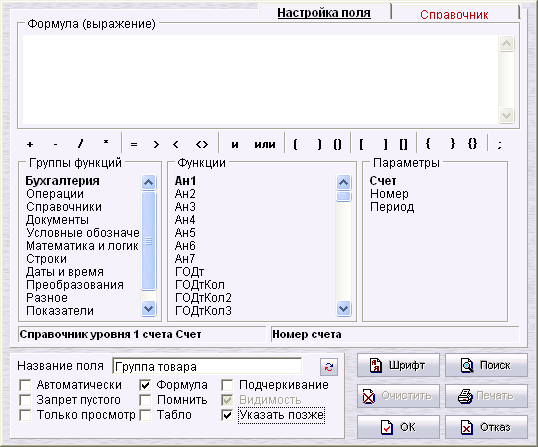 Настройка поля Справочник
Формула (выражение)
+ - / * = > < <> и или ( ) () [ ] [] { } {} ;
Группы функций
Бухгалтерия
Операции
Справочники
Документы
Условные обозначе
Математика и логик
Строки
Даты и время
Преобразования
Разное
Показатели
Функции
Ан1
Ан2
Ан3
Ан4
Ан5
Ан6
Ан7
ГОДт
ГОДтКол
ГОДтКол2
ГОДтКол3
Параметры
Счет
Номер
Период
Справочник уровня 1 счета Счет
Номер счета
Название поля Группа товара
Автоматически Формула Подчеркивание
Запрет пустого Помнить Видимость
Только просмотр Табло Указать позже
Шрифт Поиск
Очистить Печать
OK Отказ